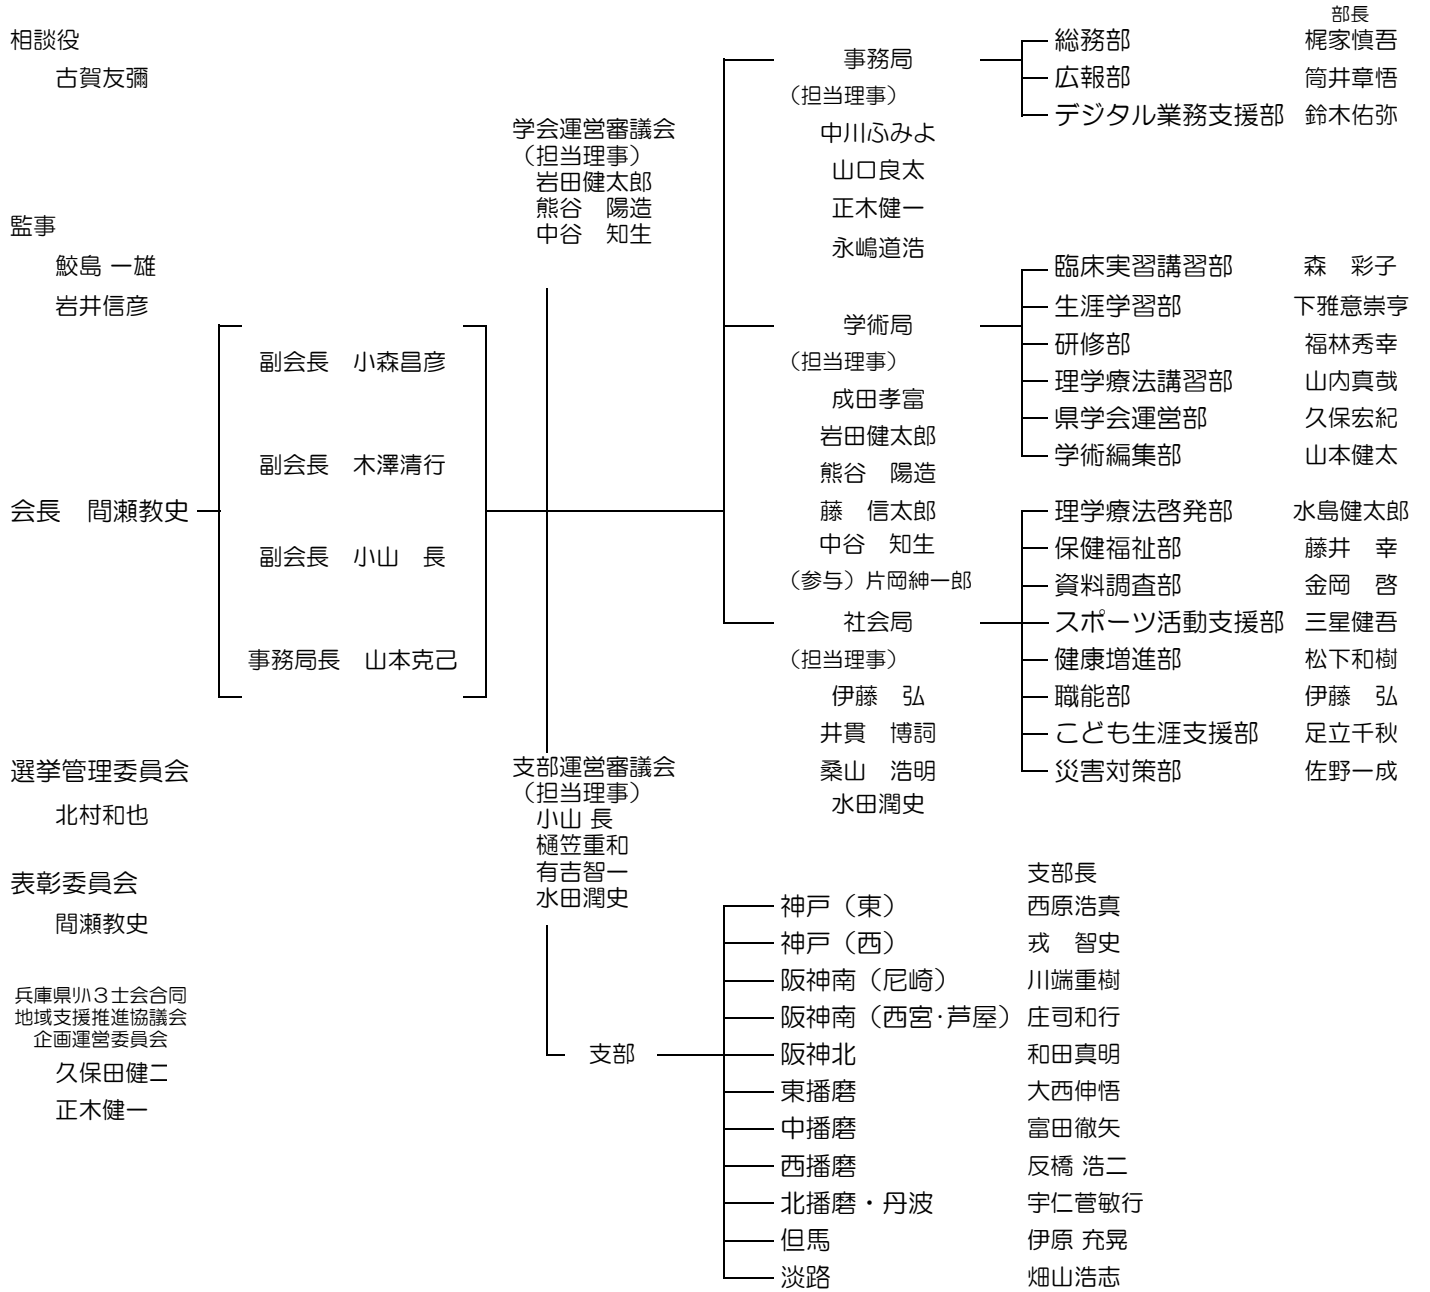 相談役
古賀友彌
監事
鮫島 一雄
岩井信彦
会長　間瀬教史
副会長　小森昌彦
副会長　木澤清行
副会長　小山　長
事務局長　山本克己
選挙管理委員会
北村和也
表彰委員会
間瀬教史
兵庫県リハ３士会合同
地域支援推進協議会
企画運営委員会
久保田健二
正木健一
学会運営審議会
（担当理事）
岩田健太郎
熊谷　陽造
中谷　知生
支部運営審議会
（担当理事）
小山 長
樋笠重和
有吉智一
水田潤史
事務局
（担当理事）
中川ふみよ
山口良太
正木健一
永嶋道浩
部長
総務部　梶家慎吾
広報部　筒井章悟
デジタル業務支援部　鈴木佑弥
学術局
（担当理事）
成田孝富
岩田健太郎
熊谷　陽造
藤　信太郎
中谷　知生
（参与）片岡紳一郎
臨床実習講習部　森　彩子
生涯学習部　下雅意崇亨
研修部　福林秀幸
理学療法講習部　山内真哉
県学会運営部　久保宏紀
学術編集部　山本健太
社会局
（担当理事）
伊藤　弘
井貫　博詞
桑山　浩明
水田潤史
理学療法啓発部　水島健太郎
保健福祉部　藤井　幸
資料調査部　金岡　啓
スポーツ活動支援部　三星健吾
健康増進部　松下和樹
職能部　伊藤　弘
こども生涯支援部　足立千秋
災害対策部　佐野一成
支部
支部長
神戸（東）　西原浩真
神戸（西）　戎　智史
阪神南（尼崎）　川端重樹
阪神南（西宮･芦屋）　庄司和行
阪神北　和田真明
東播磨　大西伸悟
中播磨　富田徹矢
西播磨　反橋 浩二
北播磨・丹波　宇仁菅敏行
但馬　伊原 充晃
淡路　畑山浩志